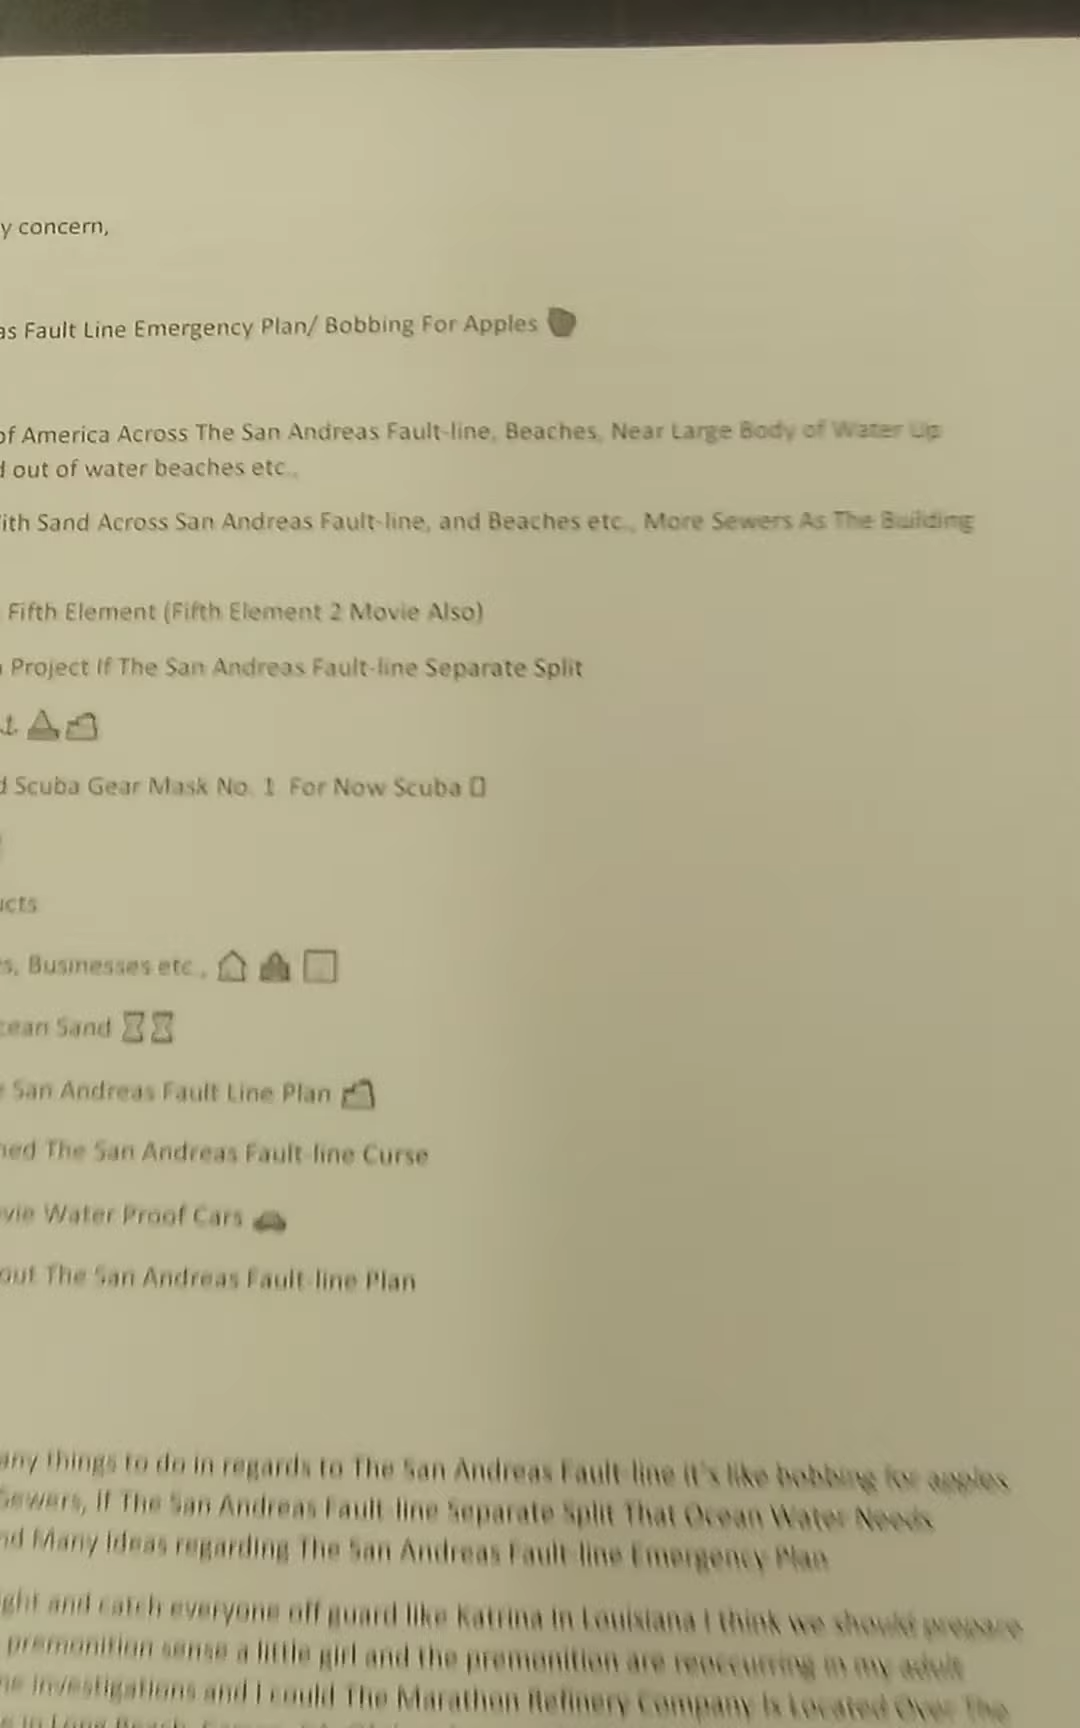 y concern,
as Fault Line Emergency Plan/ Bobbing For Apples
of America Across The San Andreas Fault-line, Beaches, Near Large Body of Water Up
d out of water beaches etc.,
ith Sand Across San Andreas Fault-line, and Beaches etc., More Sewers As The Building
Fifth Element (Fifth Element 2 Movie Also)
Project If The San Andreas Fault-line Separate Split
d Scuba Gear Mask No. 1 For Now Scuba
ucts
s, Businesses etc.,
cean Sand
e San Andreas Fault Line Plan
ned The San Andreas Fault-line Curse
vie Water Proof Cars
out The San Andreas Fault-line Plan
any things to do in regards to The San Andreas Fault-line it's like bobbing for apples
Sewers, If The San Andreas Fault-line Separate Split That Ocean Water Needs
nd Many Ideas regarding The San Andreas Fault-line Emergency Plan
ght and catch everyone off guard like Katrina in Louisiana I think we should prepare
premonition sense a little girl and the premonition are reoccurring in my adult
ne investigations and I could The Marathon Refinery Company Is Located Over The
in Long Beach,